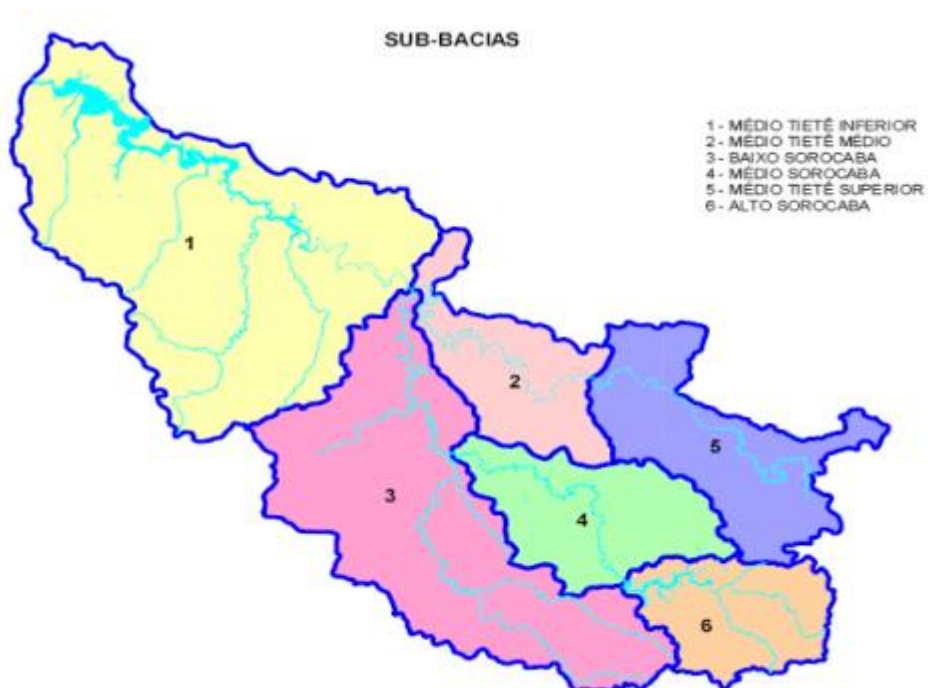 SUB-BACIAS
1 - MÉDIO TIETÊ INFERIOR
2 - MÉDIO TIETÊ MÉDIO
3 - BAIXO SOROCABA
4 - MÉDIO SOROCABA
5 - MÉDIO TIETÊ SUPERIOR
6 - ALTO SOROCABA
1
2
5
3
4
6